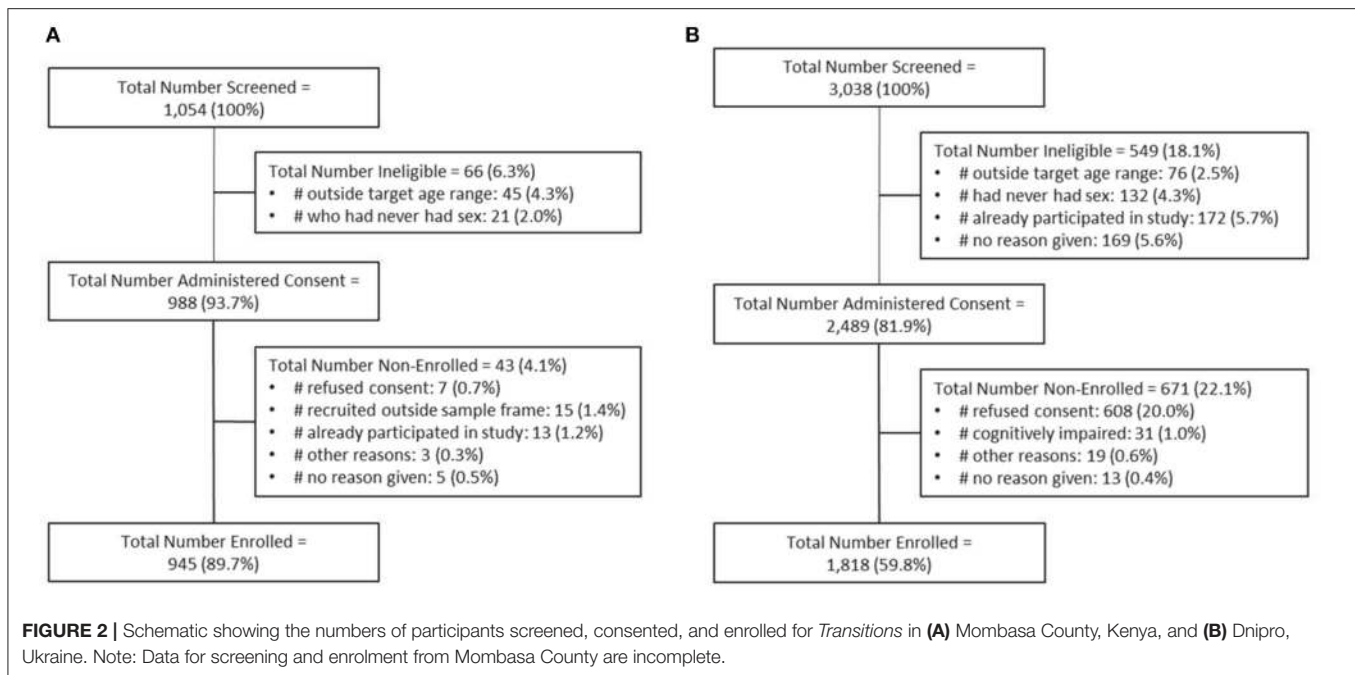 A
Total Number Screened =
1,054 (100%)
Total Number Ineligible = 66 (6.3%)
• # outside target age range: 45 (4.3%)
• # who had never had sex: 21 (2.0%)
Total Number Administered Consent =
988 (93.7%)
Total Number Non-Enrolled = 43 (4.1%)
• # refused consent: 7 (0.7%)
• # recruited outside sample frame: 15 (1.4%)
• # already participated in study: 13 (1.2%)
• # other reasons: 3 (0.3%)
• # no reason given: 5 (0.5%)
Total Number Enrolled =
945 (89.7%)
B
Total Number Screened =
3,038 (100%)
Total Number Ineligible = 549 (18.1%)
• # outside target age range: 76 (2.5%)
• # had never had sex: 132 (4.3%)
• # already participated in study: 172 (5.7%)
• # no reason given: 169 (5.6%)
Total Number Administered Consent =
2,489 (81.9%)
Total Number Non-Enrolled = 671 (22.1%)
• # refused consent: 608 (20.0%)
• # cognitively impaired: 31 (1.0%)
• # other reasons: 19 (0.6%)
• # no reason given: 13 (0.4%)
Total Number Enrolled =
1,818 (59.8%)
FIGURE 2 | Schematic showing the numbers of participants screened, consented, and enrolled for Transitions in (A) Mombasa County, Kenya, and (B) Dnipro,
Ukraine. Note: Data for screening and enrolment from Mombasa County are incomplete.